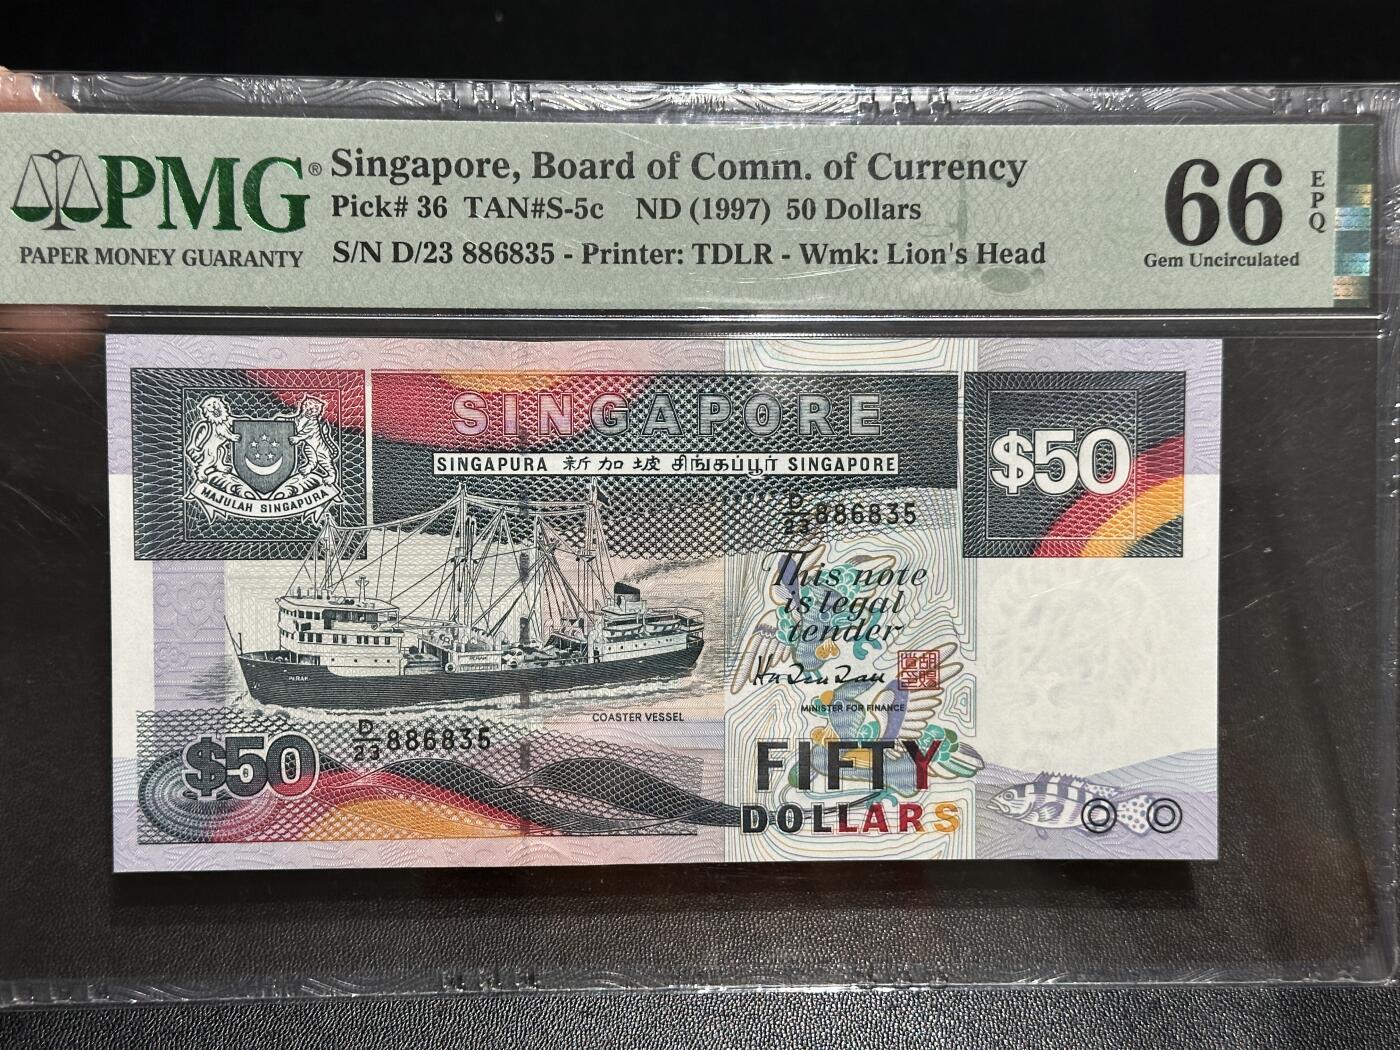 PMG®
PAPER MONEY GUARANTY
Singapore, Board of Comm. of Currency
Pick# 36 TAN#S-5c ND (1997) 50 Dollars
S/N D/23 886835 - Printer: TDLR - Wmk: Lion's Head
66
EPQ
Gem Uncirculated
MAJULAH SINGAPURA
SINGAPORE
SINGAPURA 新加坡 சிங்கப்பூர் SINGAPORE
$50
D/23 886835
This note
is legal
tender
MINISTER FOR FINANCE
PERAK
COASTER VESSEL
D/23 886835
$50
FIFTY
DOLLARS